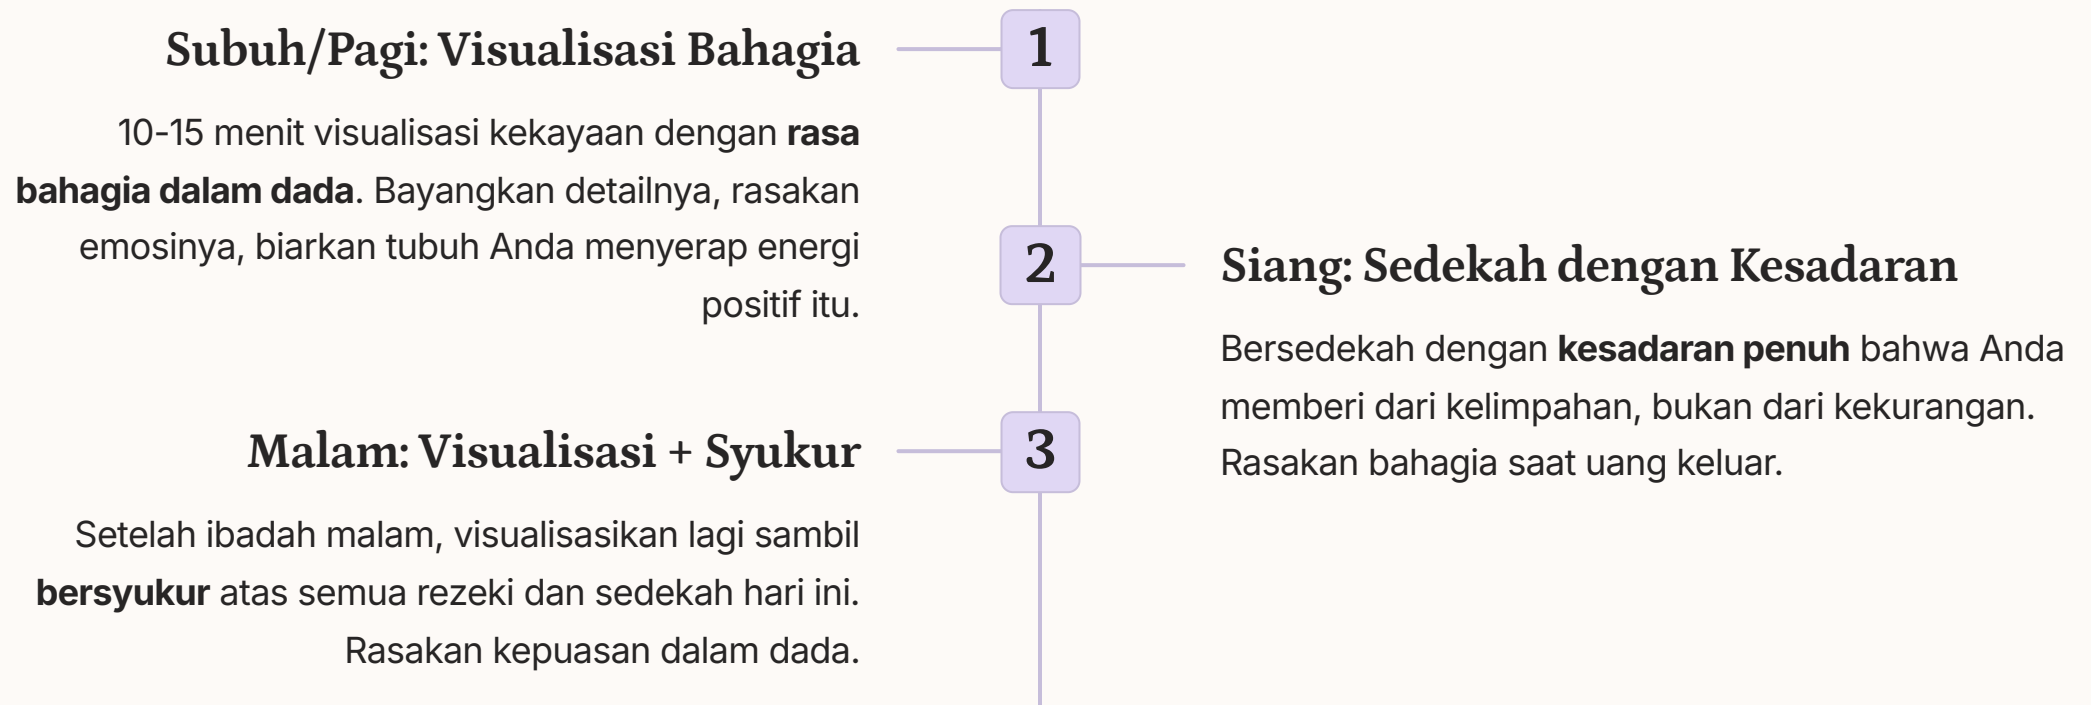 Subuh/Pagi: Visualisasi Bahagia
1
10-15 menit visualisasi kekayaan dengan rasa
bahagia dalam dada. Bayangkan detailnya, rasakan
emosinya, biarkan tubuh Anda menyerap energi
positif itu.
2
Siang: Sedekah dengan Kesadaran
Bersedekah dengan kesadaran penuh bahwa Anda
memberi dari kelimpahan, bukan dari kekurangan.
Rasakan bahagia saat uang keluar.
Malam: Visualisasi + Syukur
3
Setelah ibadah malam, visualisasikan lagi sambil
bersyukur atas semua rezeki dan sedekah hari ini.
Rasakan kepuasan dalam dada.